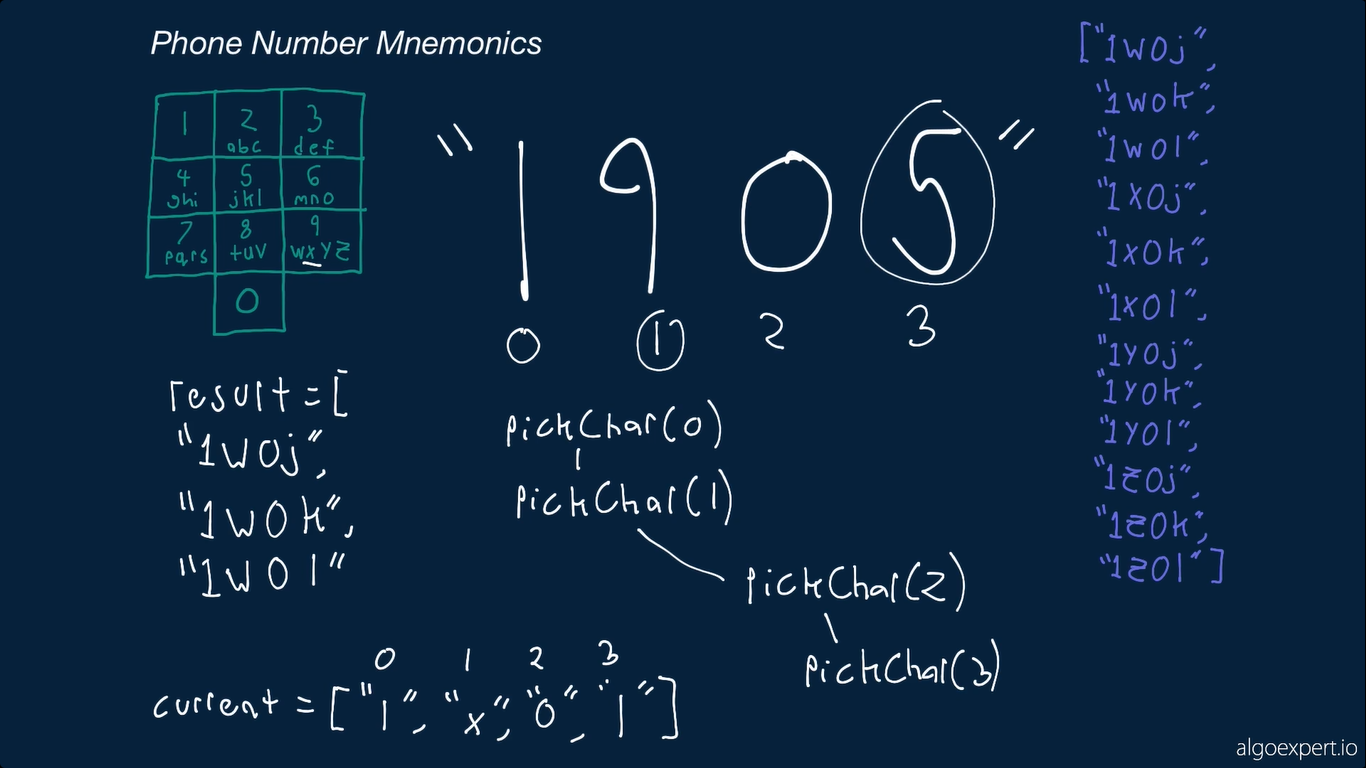 Phone Number Mnemonics
1 2 3
abc def
4 5 6
ghi jkl mno
7 8 9
pqrs tuv wxyz
0
"1905"
0 1 2 3
result = [
"1w0j",
"1w0k",
"1w0l"
pickChar(0)
pickChar(1)
pickChar(2)
pickChar(3)
0 1 2 3
current = ["1", "x", "0", "l"]
["1w0j",
"1w0k",
"1w0l",
"1x0j",
"1x0k",
"1x0l",
"1y0j",
"1y0k",
"1y0l",
"1z0j",
"1z0k",
"1z0l"]
algoexpert.io